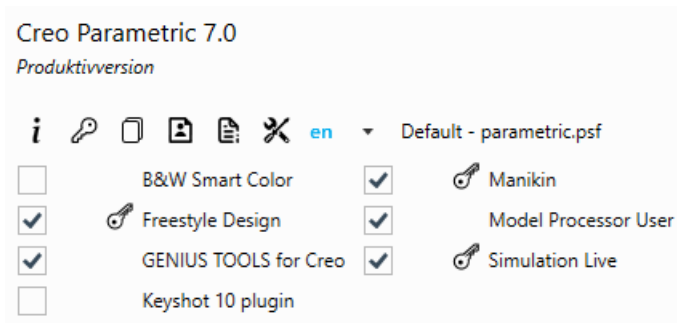 Creo Parametric 7.0
Produktivversion
en Default - parametric.psf
B&W Smart Color Manikin
Freestyle Design Model Processor User
GENIUS TOOLS for Creo Simulation Live
Keyshot 10 plugin